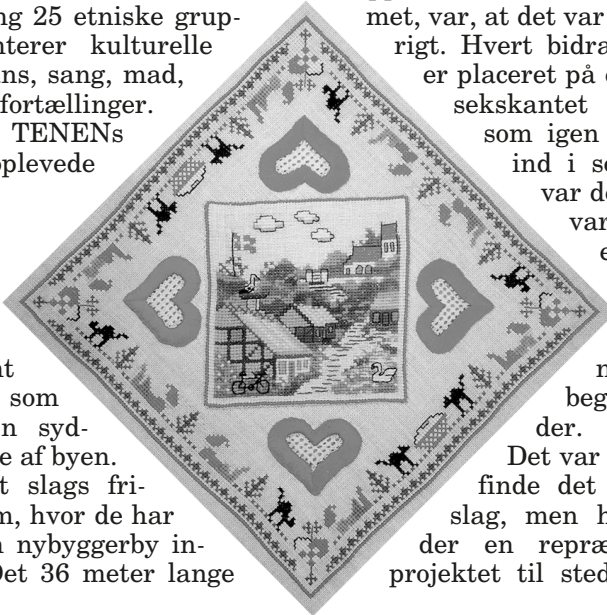 ng 25 etniske grup-
nterer kulturelle
ns, sang, mad,
fortællinger.
TENENs
plevede
som
n syd-
e af byen.
t slags fri-
m, hvor de har
n nybyggerby in-
Det 36 meter lange
met, var, at det var
rigt. Hvert bidra
er placeret på
sekskantet
som igen
ind i se
var de
var
e
n
beg
der.
Det var
finde det
slag, men h
der en repræ
projektet til sted